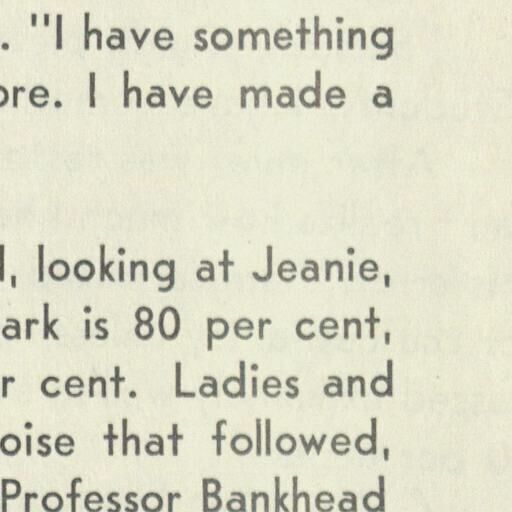 . "I have something
ore. I have made a
, looking at Jeanie,
ark is 80 per cent,
r cent. Ladies and
oise that followed,
Professor Bankhead